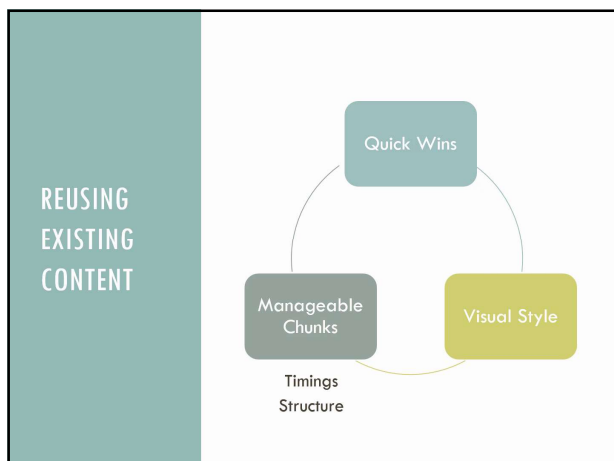 REUSING
EXISTING
CONTENT
Quick Wins
Manageable
Chunks
Visual Style
Timings
Structure